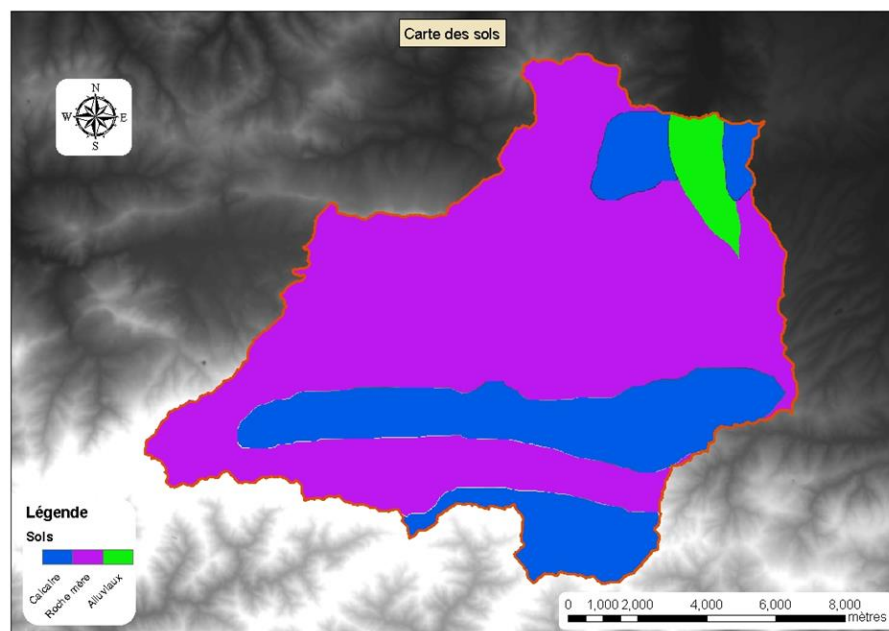 Carte des sols
N
W E
S
Légende
Sols
Calcaire
Roche mère
Alluviaux
0 1,000 2,000 4,000 6,000 8,000
mètres